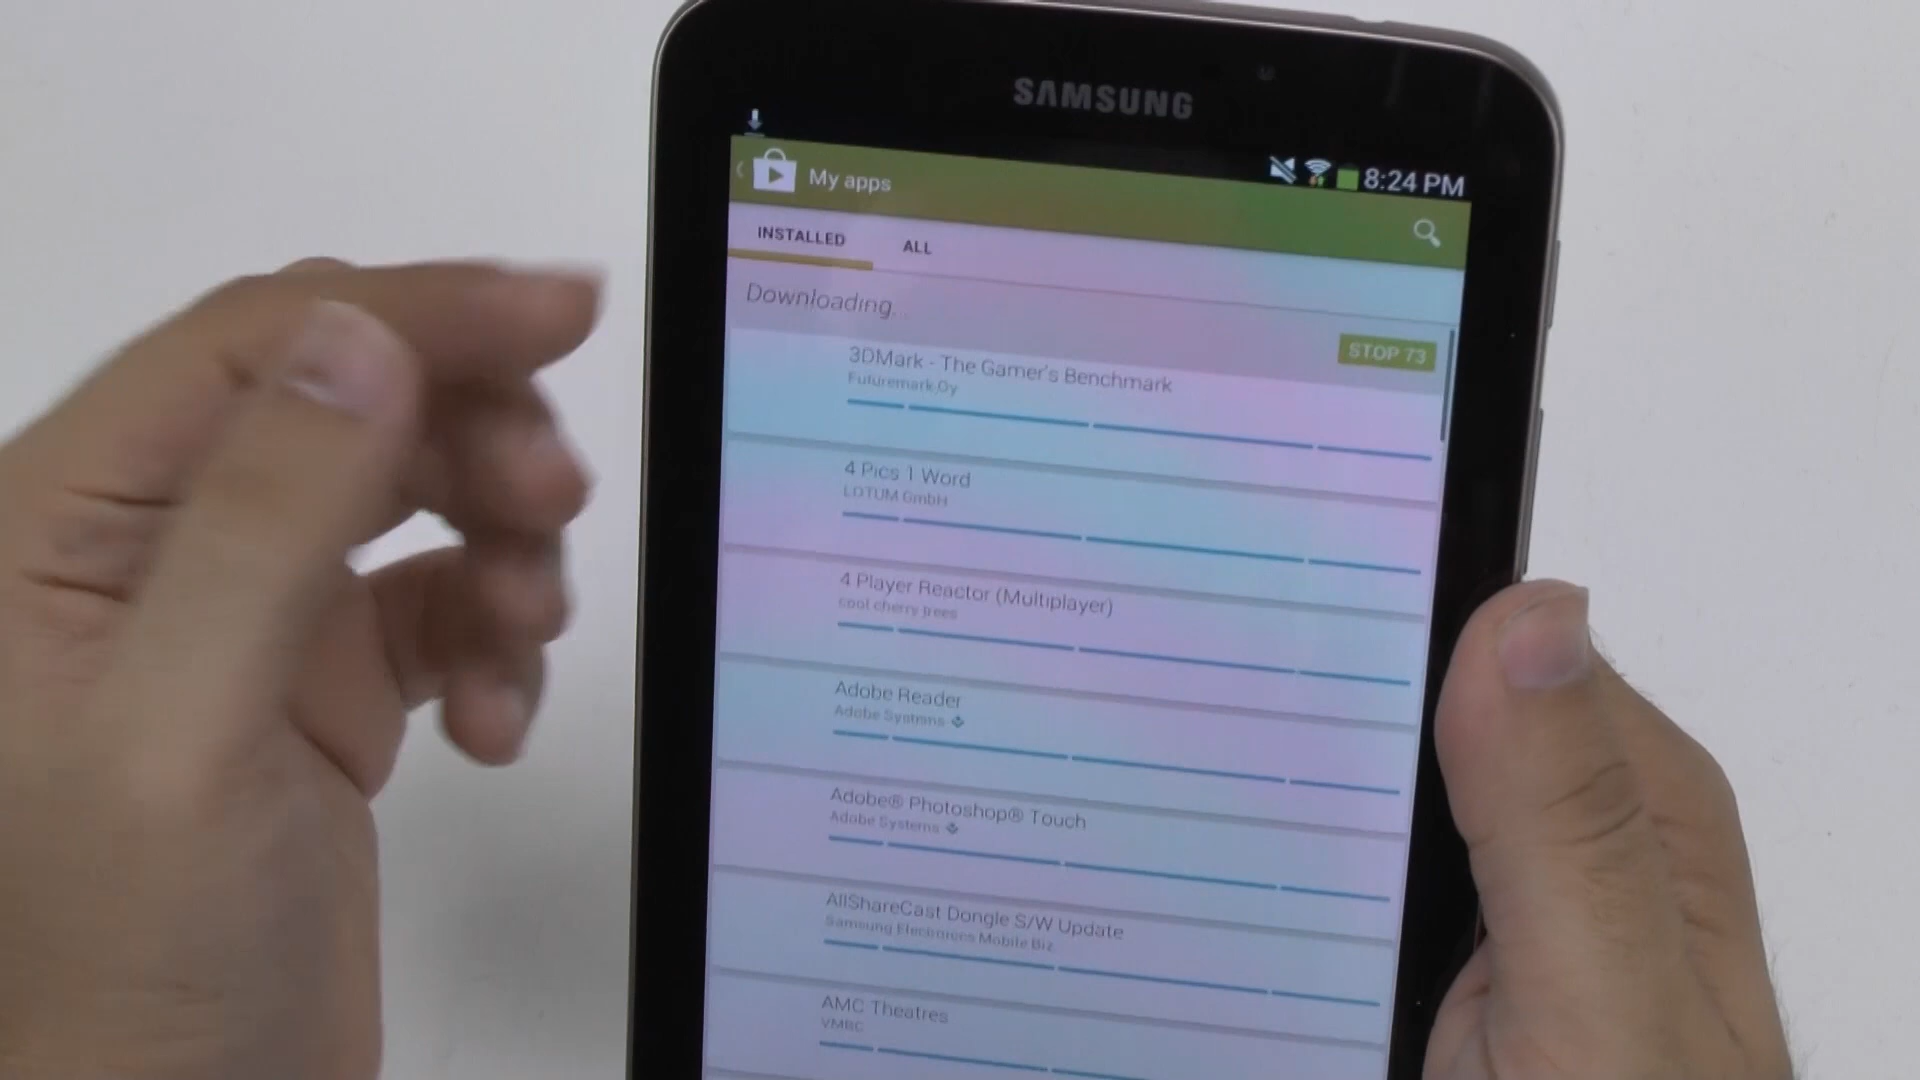 SAMSUNG
8:24 PM
My apps
INSTALLED
ALL
Downloading...
STOP 73
3DMark - The Gamer's Benchmark
Futuremark Oy
4 Pics 1 Word
LOTUM GmbH
4 Player Reactor (Multiplayer)
cool cherry trees
Adobe Reader
Adobe Systems
Adobe® Photoshop® Touch
Adobe Systems
AllShareCast Dongle S/W Update
Samsung Electronics Mobile Biz
AMC Theatres